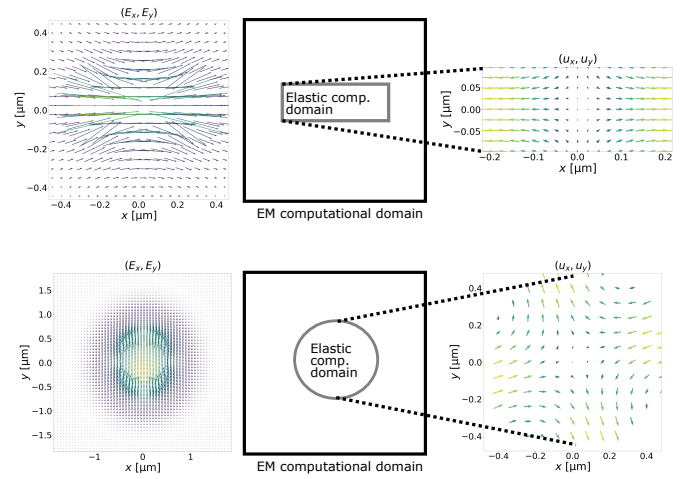 (Eₓ, Eᵧ)
0.4
0.2
0.0
−0.2
−0.4
y [μm]
−0.4 −0.2 0.0 0.2 0.4
x [μm]
Elastic comp.
domain
EM computational domain
(uₓ, uᵧ)
0.05
0.00
−0.05
y [μm]
−0.2 −0.1 0.0 0.1 0.2
x [μm]
(Eₓ, Eᵧ)
1.5
1.0
0.5
0.0
−0.5
−1.0
−1.5
y [μm]
−1 0 1
x [μm]
Elastic
comp.
domain
EM computational domain
(uₓ, uᵧ)
0.4
0.2
0.0
−0.2
−0.4
y [μm]
−0.4 −0.2 0.0 0.2 0.4
x [μm]